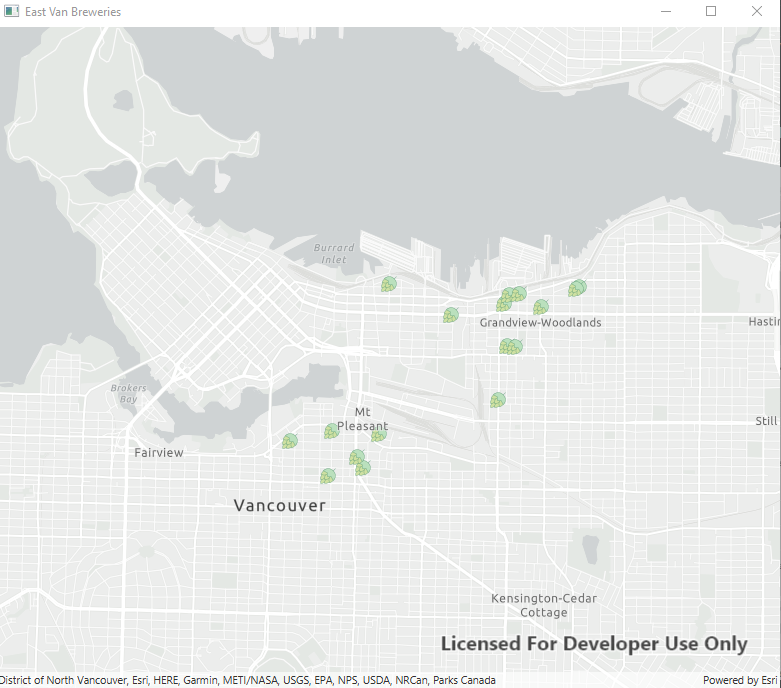 East Van Breweries
Burrard
Inlet
Grandview-Woodlands
Hastin
Brokers
Bay
Mt
Pleasant
Still
Fairview
Vancouver
Kensington-Cedar
Cottage
Licensed For Developer Use Only
District of North Vancouver, Esri, HERE, Garmin, METI/NASA, USGS, EPA, NPS, USDA, NRCan, Parks Canada
Powered by Esri